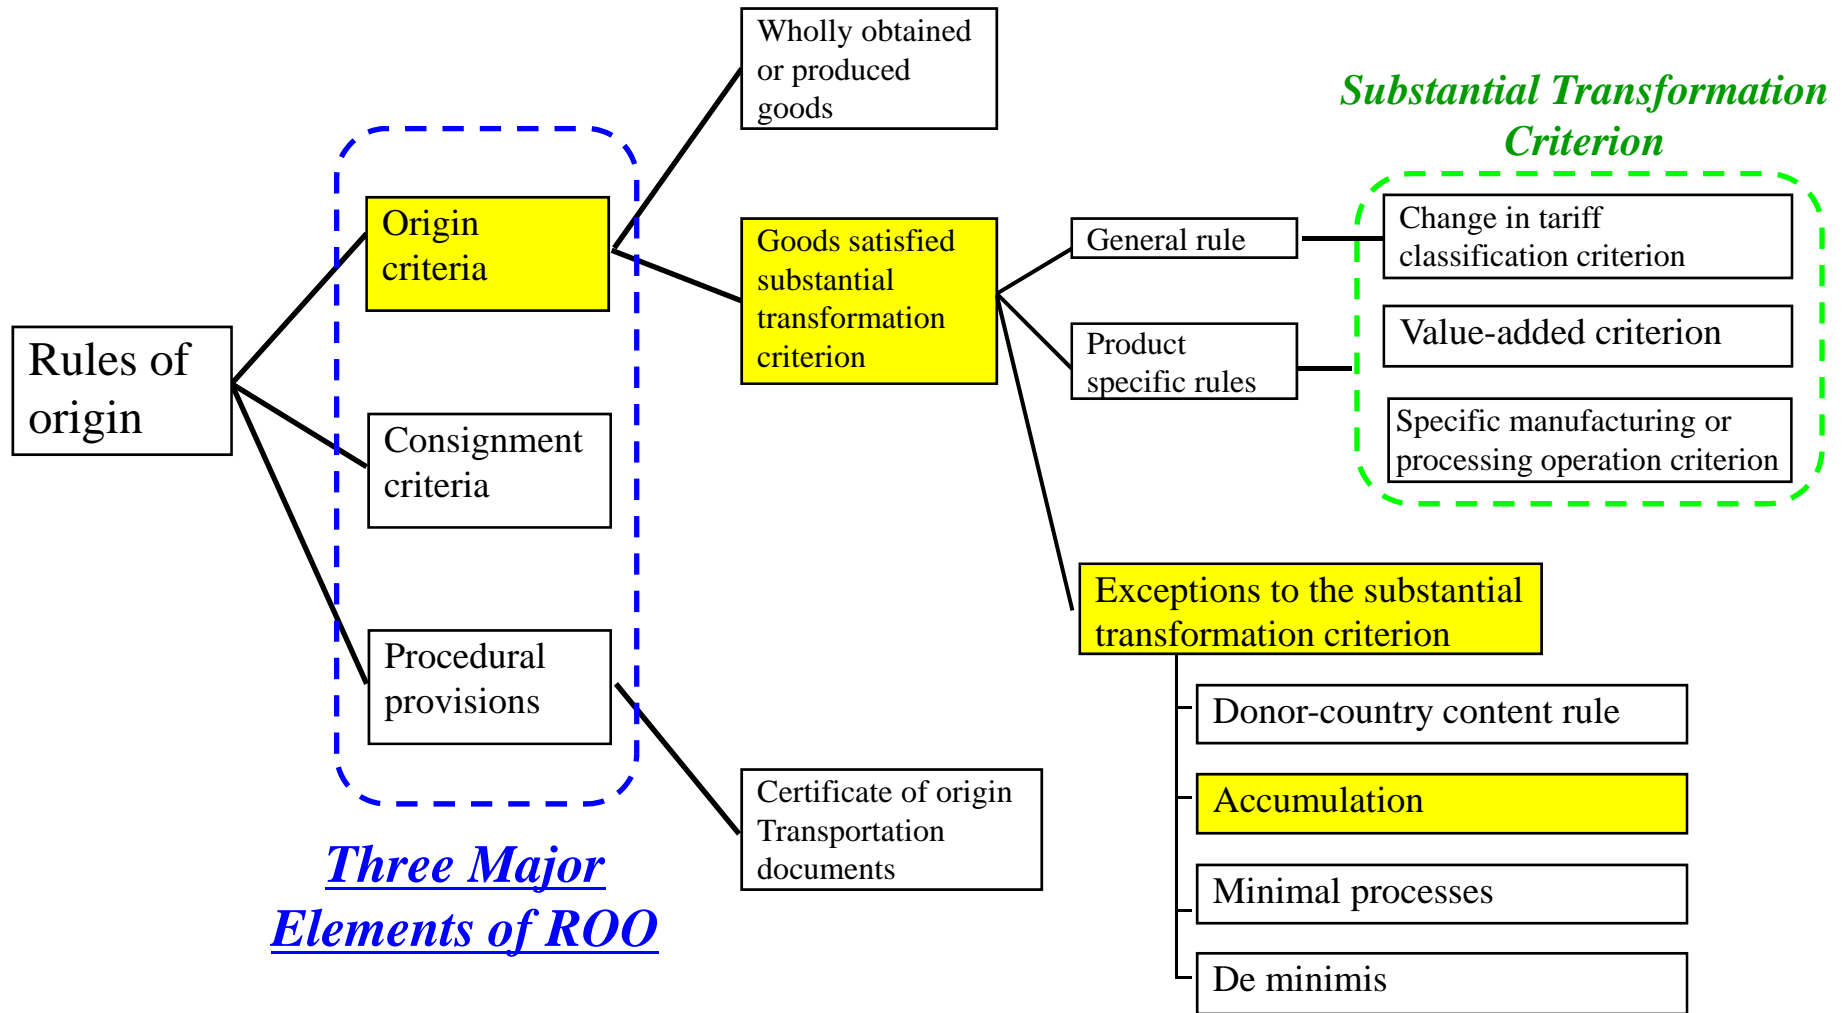 Rules of
origin
Origin
criteria
Consignment
criteria
Procedural
provisions
Three Major
Elements of ROO
Wholly obtained
or produced
goods
Goods satisfied
substantial
transformation
criterion
Certificate of origin
Transportation
documents
General rule
Product
specific rules
Substantial Transformation
Criterion
Change in tariff
classification criterion
Value-added criterion
Specific manufacturing or
processing operation criterion
Exceptions to the substantial
transformation criterion
Donor-country content rule
Accumulation
Minimal processes
De minimis